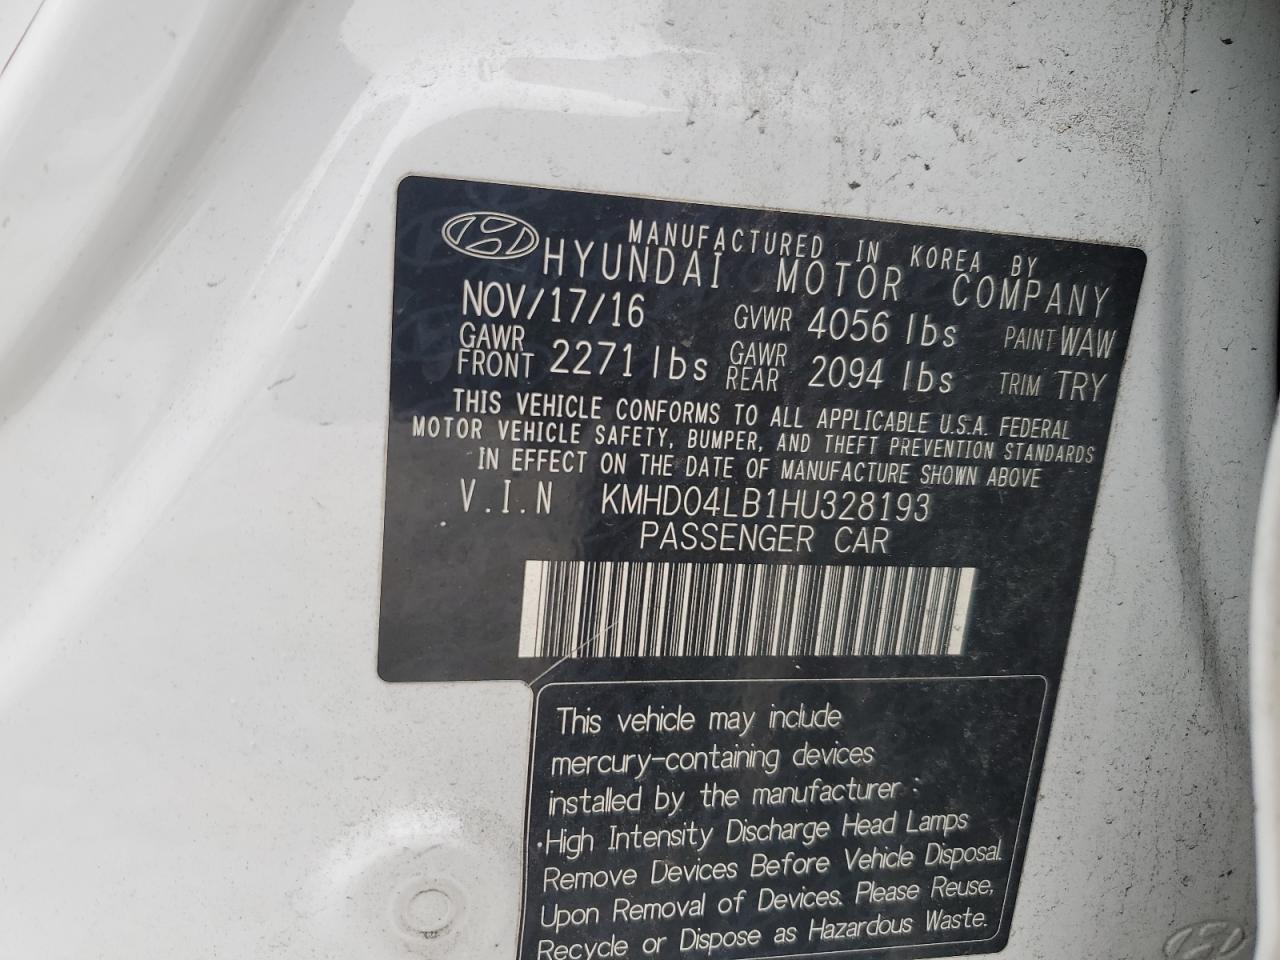 MANUFACTURED IN KOREA BY
HYUNDAI MOTOR COMPANY
NOV/17/16 GVWR 4056 lbs PAINT WAW
GAWR FRONT 2271 lbs GAWR REAR 2094 lbs TRIM TRY
THIS VEHICLE CONFORMS TO ALL APPLICABLE U.S.A. FEDERAL
MOTOR VEHICLE SAFETY, BUMPER, AND THEFT PREVENTION STANDARDS
IN EFFECT ON THE DATE OF MANUFACTURE SHOWN ABOVE
V.I.N KMHD04LB1HU328193
PASSENGER CAR
This vehicle may include
mercury-containing devices
installed by the manufacturer :
·High Intensity Discharge Head Lamps
Remove Devices Before Vehicle Disposal.
Upon Removal of Devices. Please Reuse,
Recycle or Dispose as Hazardous Waste.